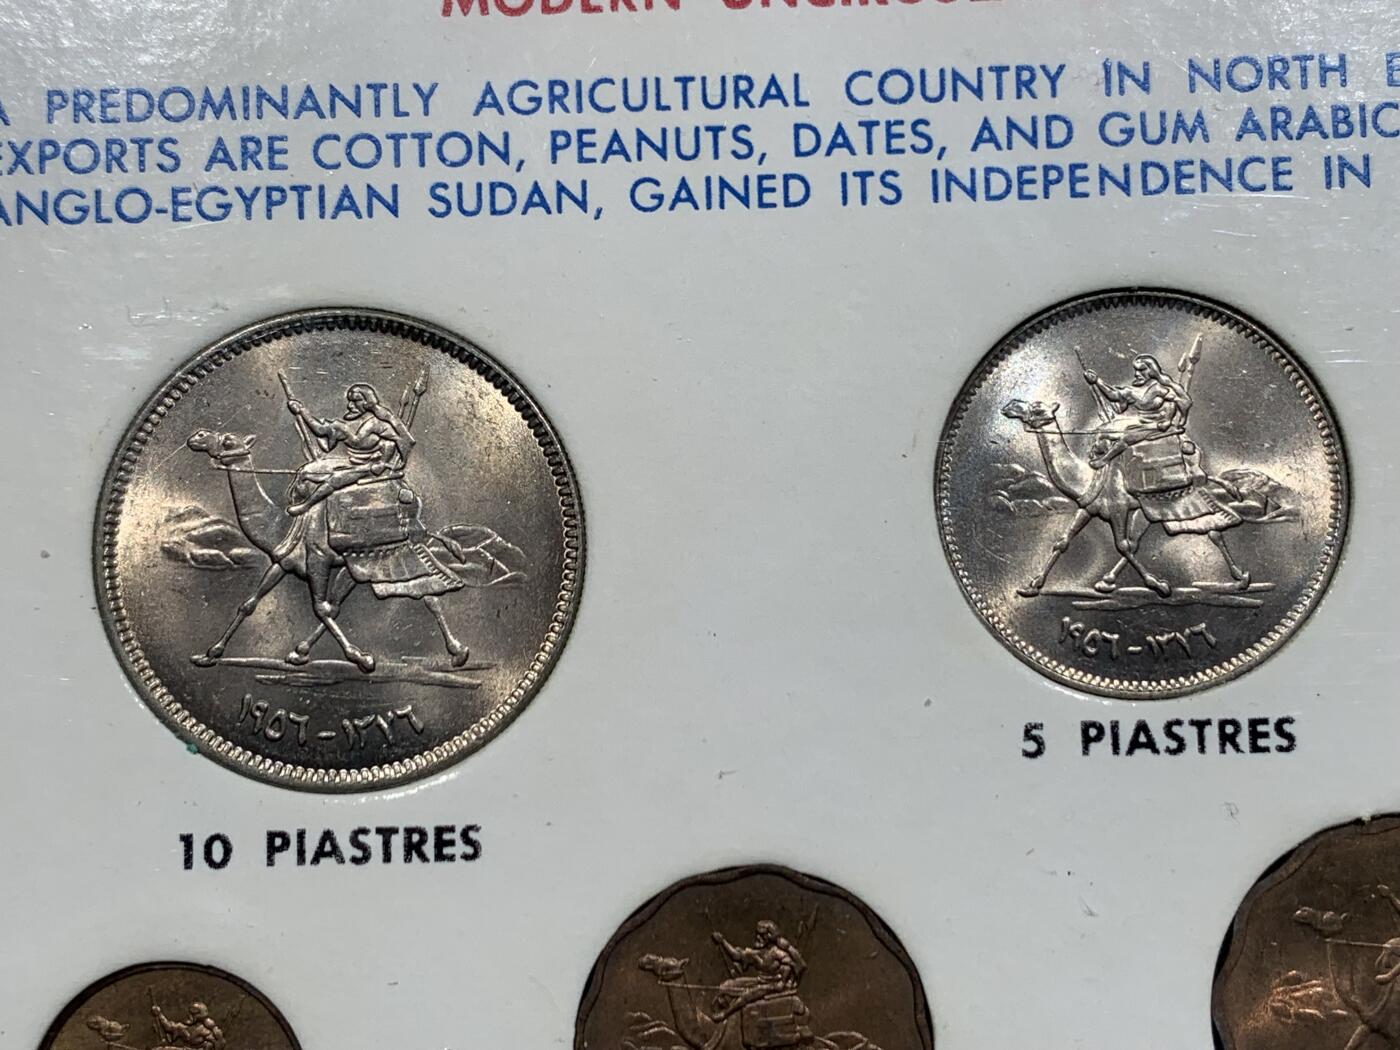 MODERN
A PREDOMINANTLY AGRICULTURAL COUNTRY IN NORTH
EXPORTS ARE COTTON, PEANUTS, DATES, AND GUM ARABIC
ANGLO-EGYPTIAN SUDAN, GAINED ITS INDEPENDENCE IN
١٩٥٦-١٣٧٦
١٩٥٦-١٣٧٦
5 PIASTRES
10 PIASTRES